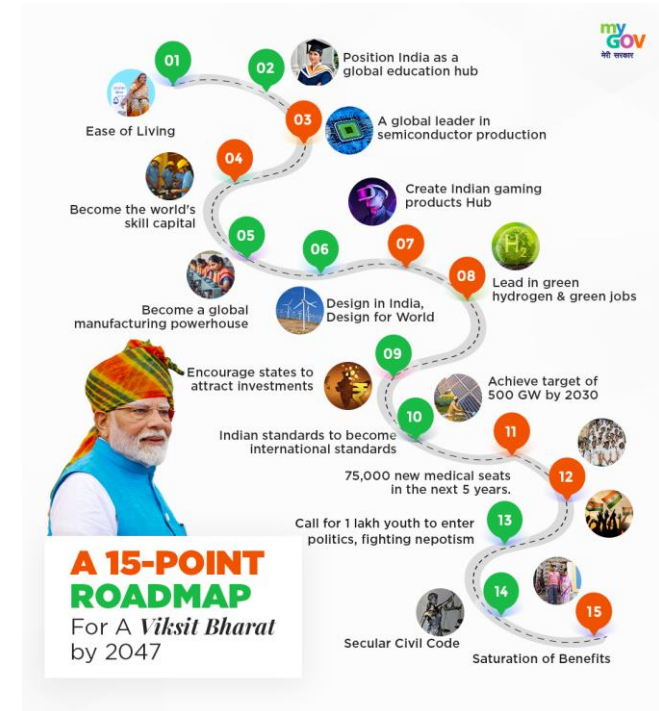 my
GOV
मेरी सरकार
01
Ease of Living
02
Position India as a
global education hub
03
A global leader in
semiconductor production
04
Become the world's
skill capital
05
Become a global
manufacturing powerhouse
06
Design in India,
Design for World
07
Create Indian gaming
products Hub
08
H2
Lead in green
hydrogen & green jobs
09
Encourage states to
attract investments
10
Indian standards to become
international standards
11
Achieve target of
500 GW by 2030
12
75,000 new medical seats
in the next 5 years.
13
Call for 1 lakh youth to enter
politics, fighting nepotism
14
Secular Civil Code
15
Saturation of Benefits
A 15-POINT
ROADMAP
For A Viksit Bharat
by 2047